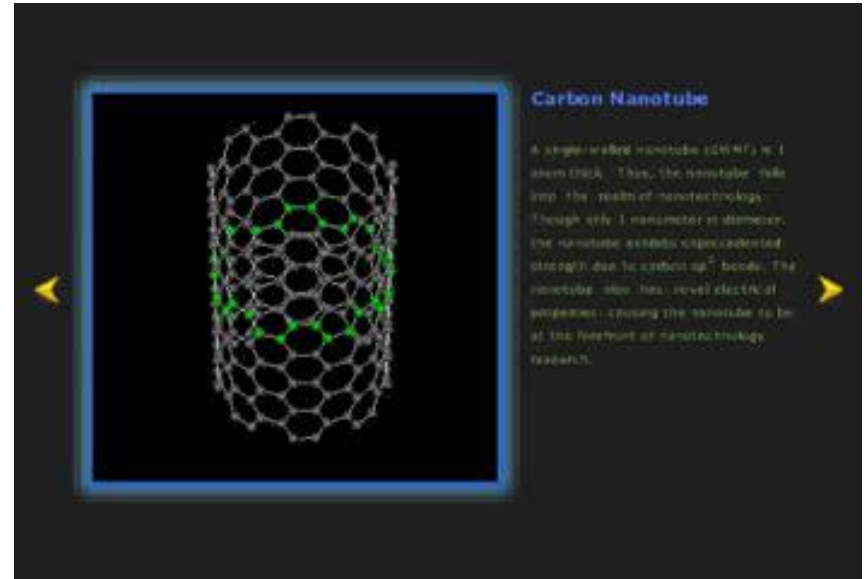 Carbon Nanotube
A single-walled nanotube (SWNT) is 1
thick. Thus, the nanotube falls
into the realm of nanotechnology.
Though only 1 nanometer in diameter,
the nanotube exhibits unprecedented
strength due to carbon sp² bonds. The
nanotube also has novel electrical
properties, causing the nanotube to be
at the forefront of nanotechnology
research.